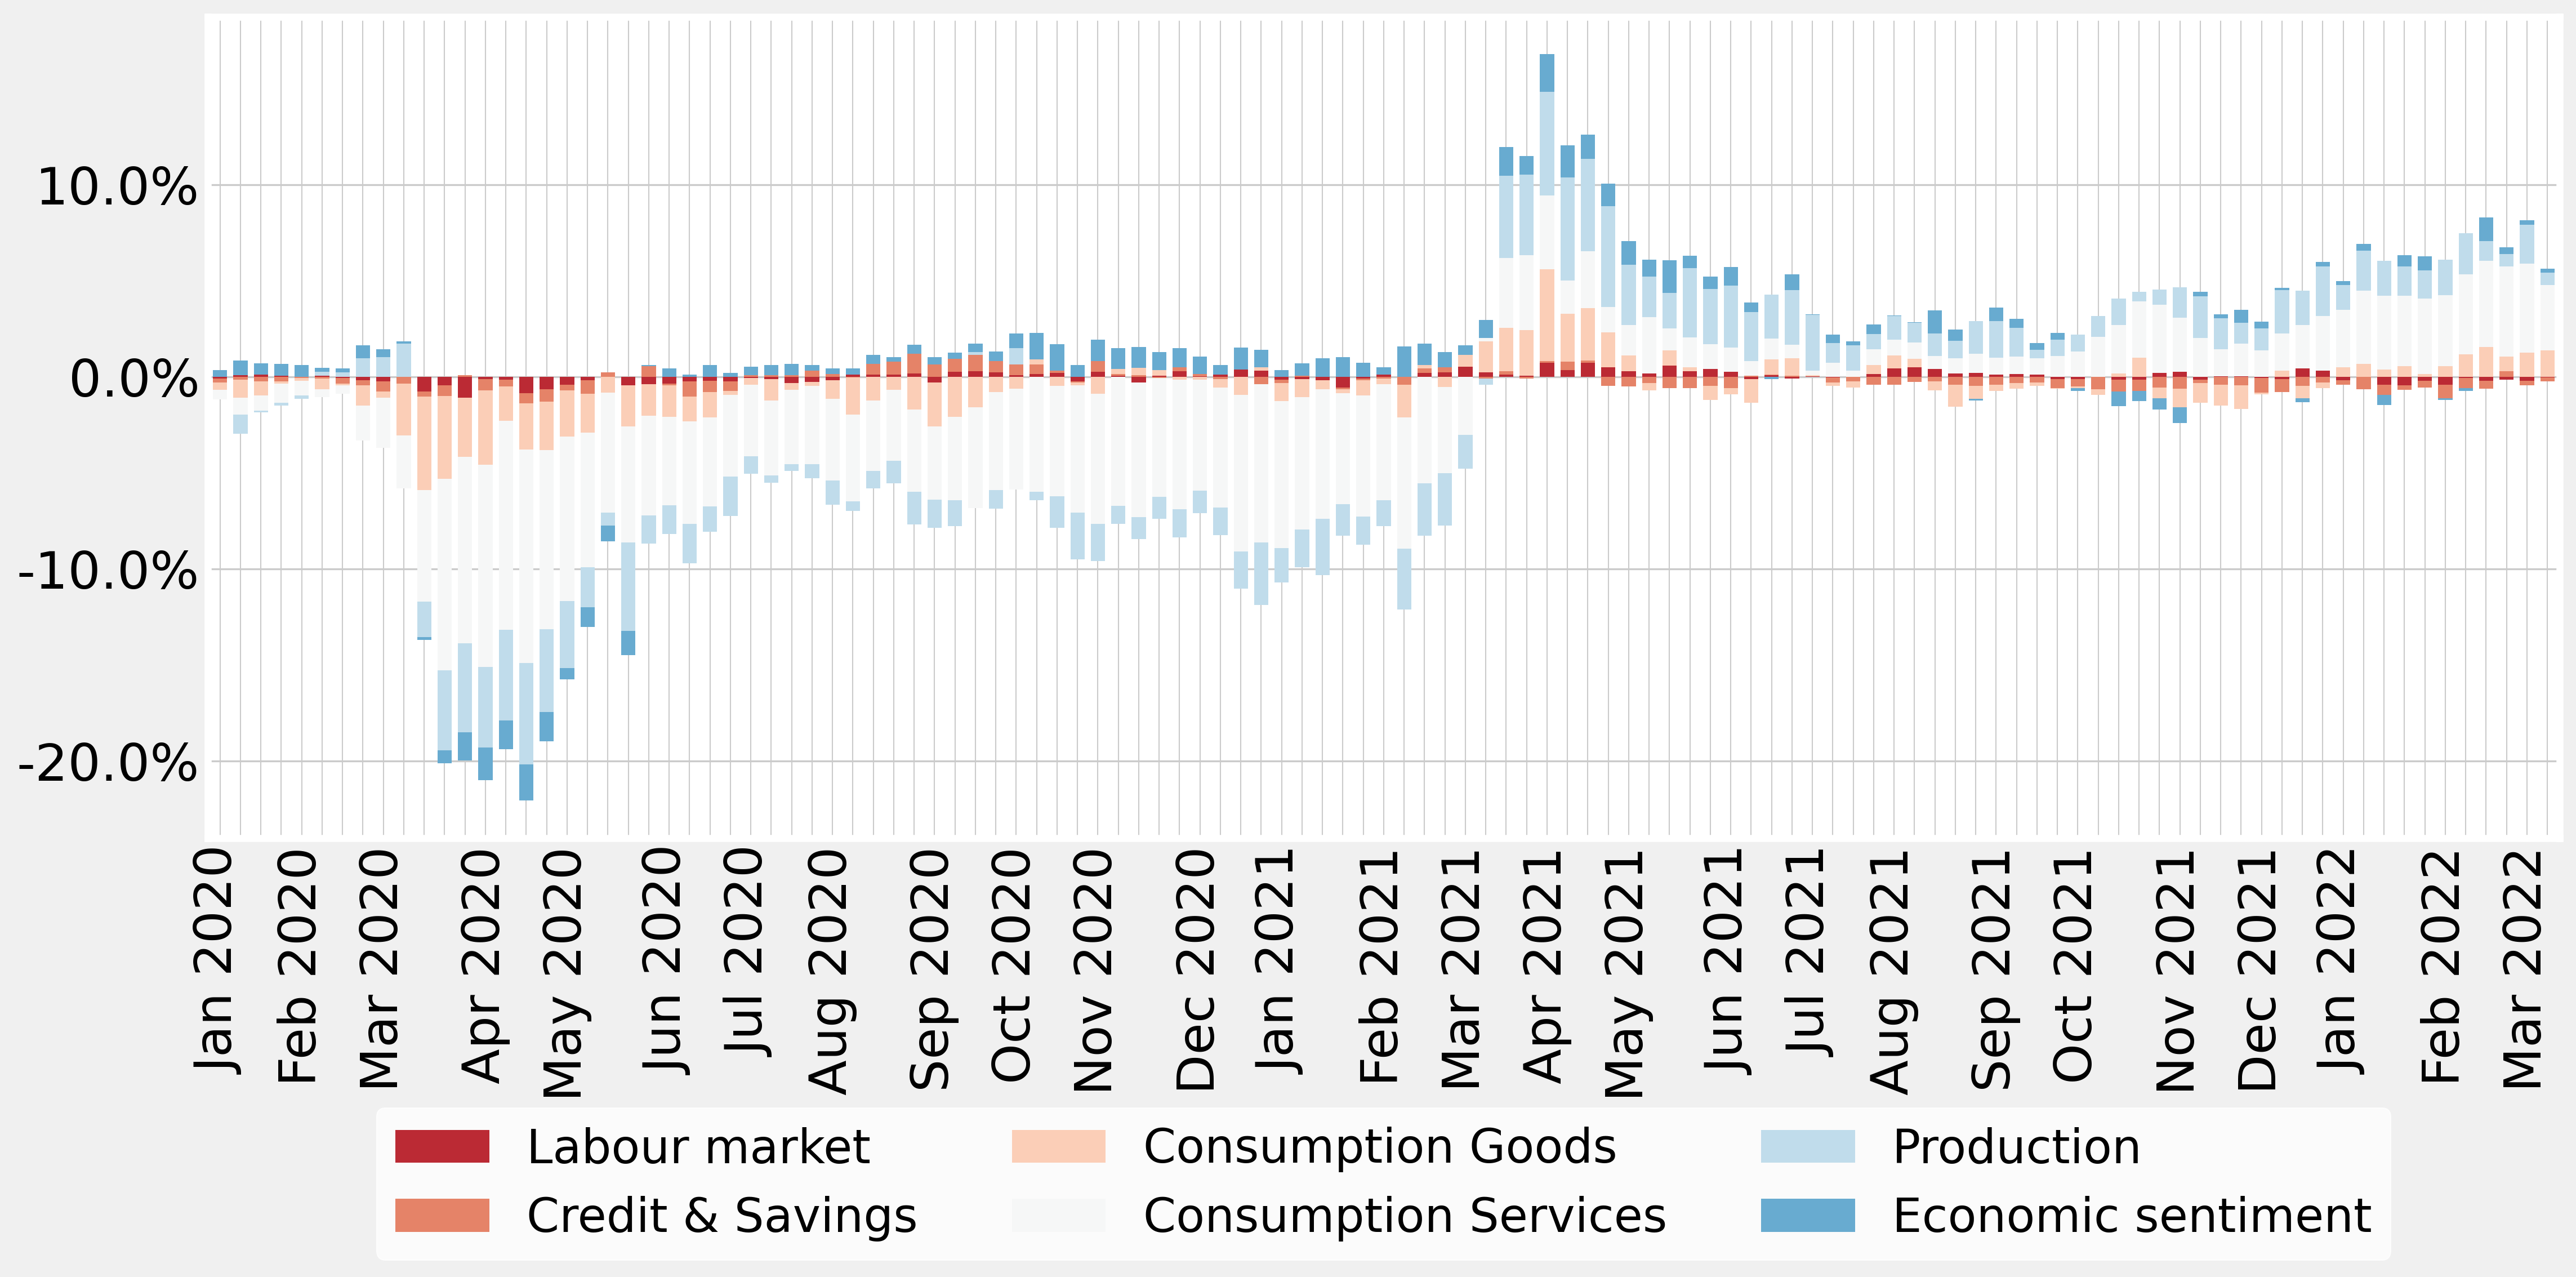 10.0%
0.0%
-10.0%
-20.0%
Jan 2020
Feb 2020
Mar 2020
Apr 2020
May 2020
Jun 2020
Jul 2020
Aug 2020
Sep 2020
Oct 2020
Nov 2020
Dec 2020
Jan 2021
Feb 2021
Mar 2021
Apr 2021
May 2021
Jun 2021
Jul 2021
Aug 2021
Sep 2021
Oct 2021
Nov 2021
Dec 2021
Jan 2022
Feb 2022
Mar 2022
Labour market
Credit & Savings
Consumption Goods
Consumption Services
Production
Economic sentiment